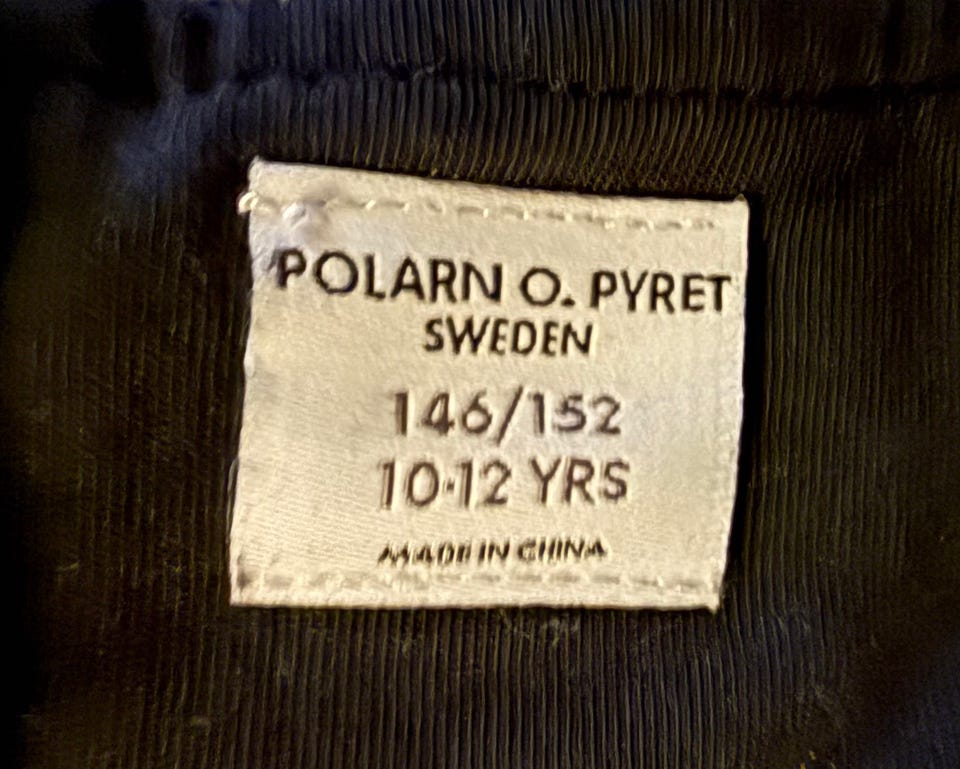 POLARN O. PYRET
SWEDEN
146/152
10-12 YRS
MADE IN CHINA